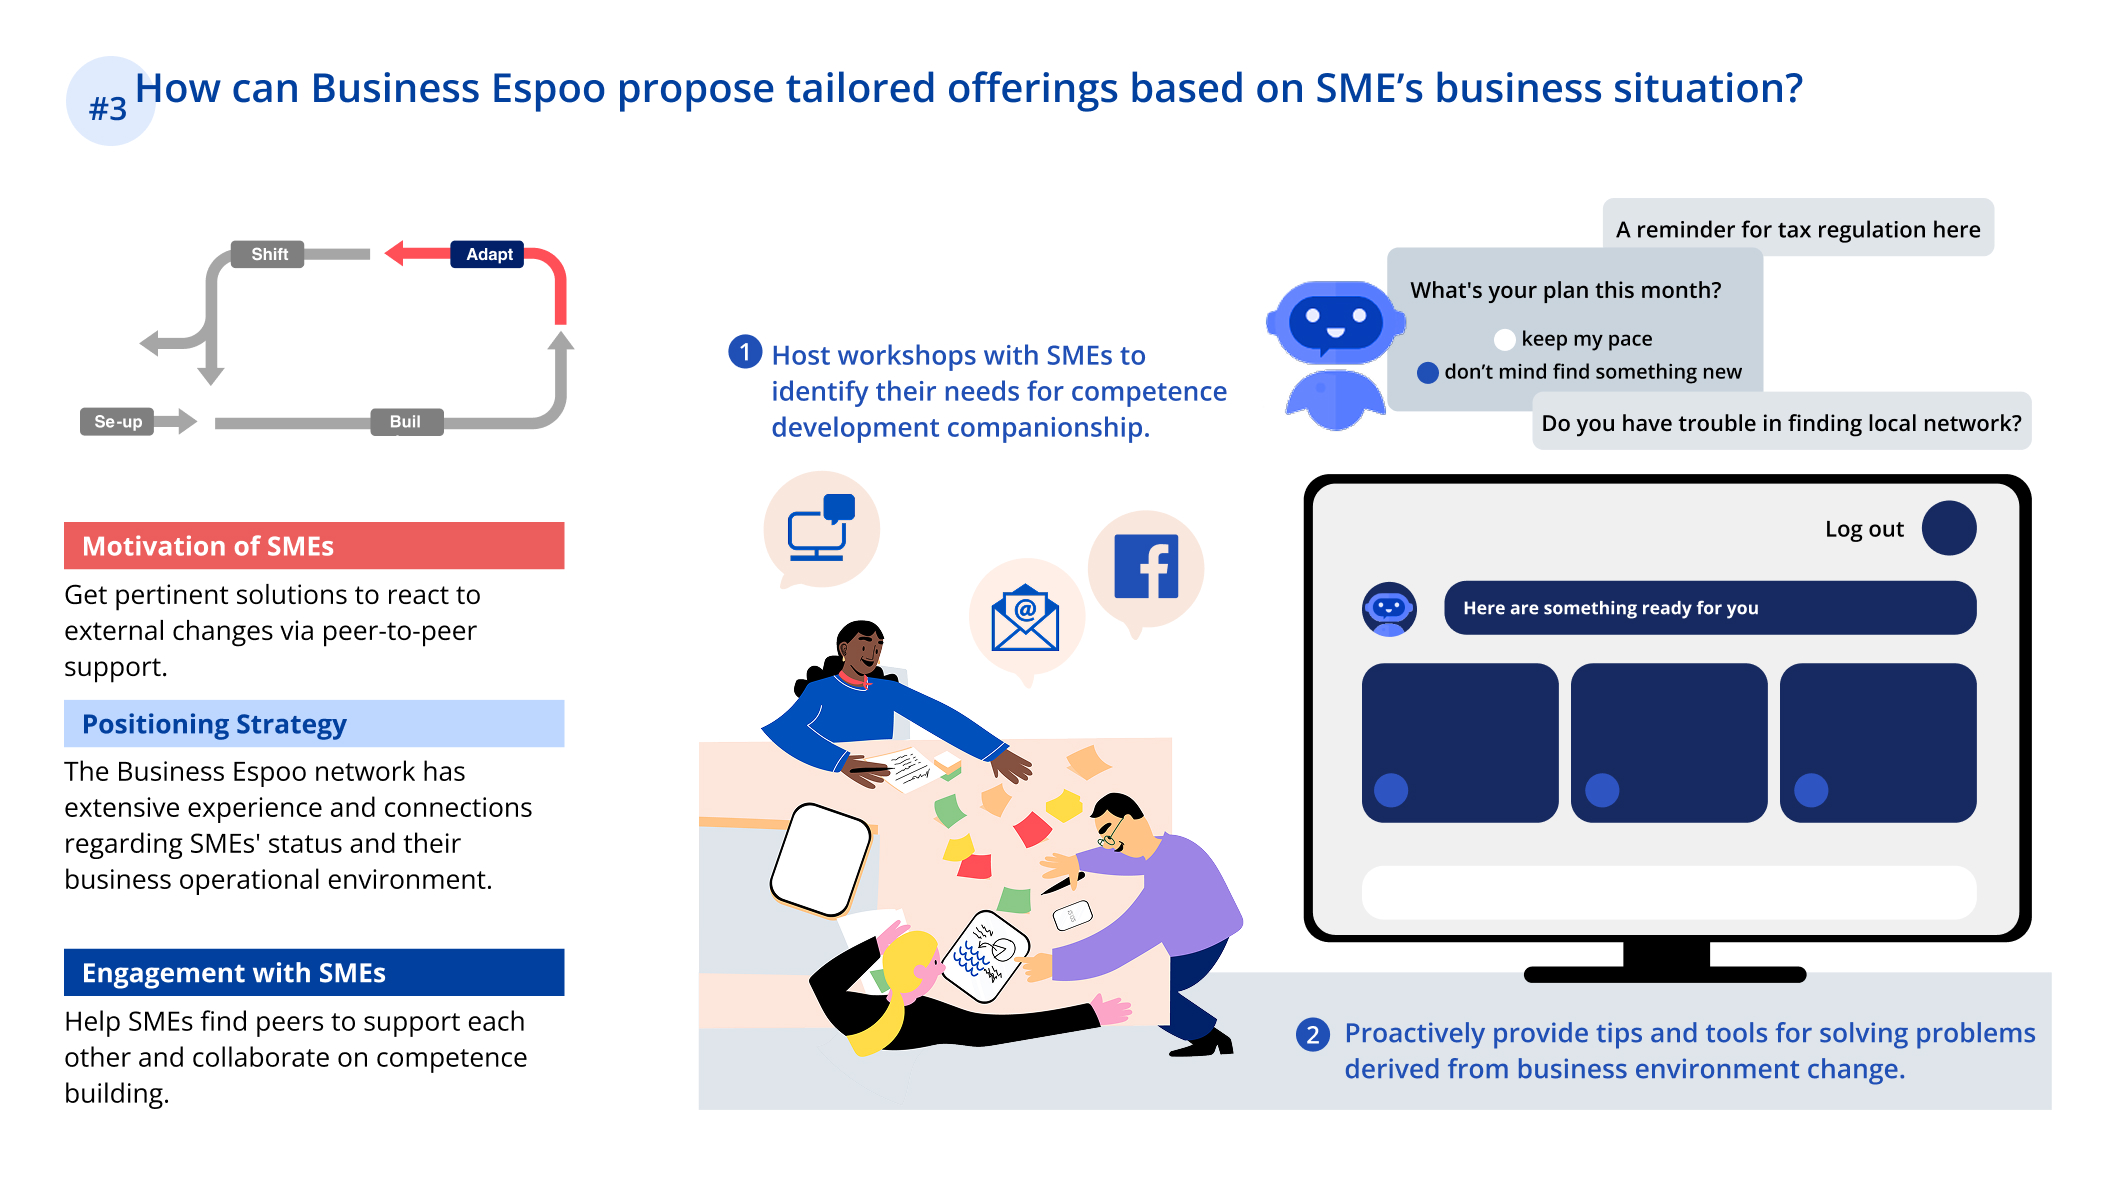 #3
How can Business Espoo propose tailored offerings based on SME’s business situation?
Shift
Adapt
Se-up
Buil
Motivation of SMEs
Get pertinent solutions to react to
external changes via peer-to-peer
support.
Positioning Strategy
The Business Espoo network has
extensive experience and connections
regarding SMEs' status and their
business operational environment.
Engagement with SMEs
Help SMEs find peers to support each
other and collaborate on competence
building.
1
Host workshops with SMEs to
identify their needs for competence
development companionship.
@
A reminder for tax regulation here
What's your plan this month?
keep my pace
don’t mind find something new
Do you have trouble in finding local network?
Log out
Here are something ready for you
2
Proactively provide tips and tools for solving problems
derived from business environment change.